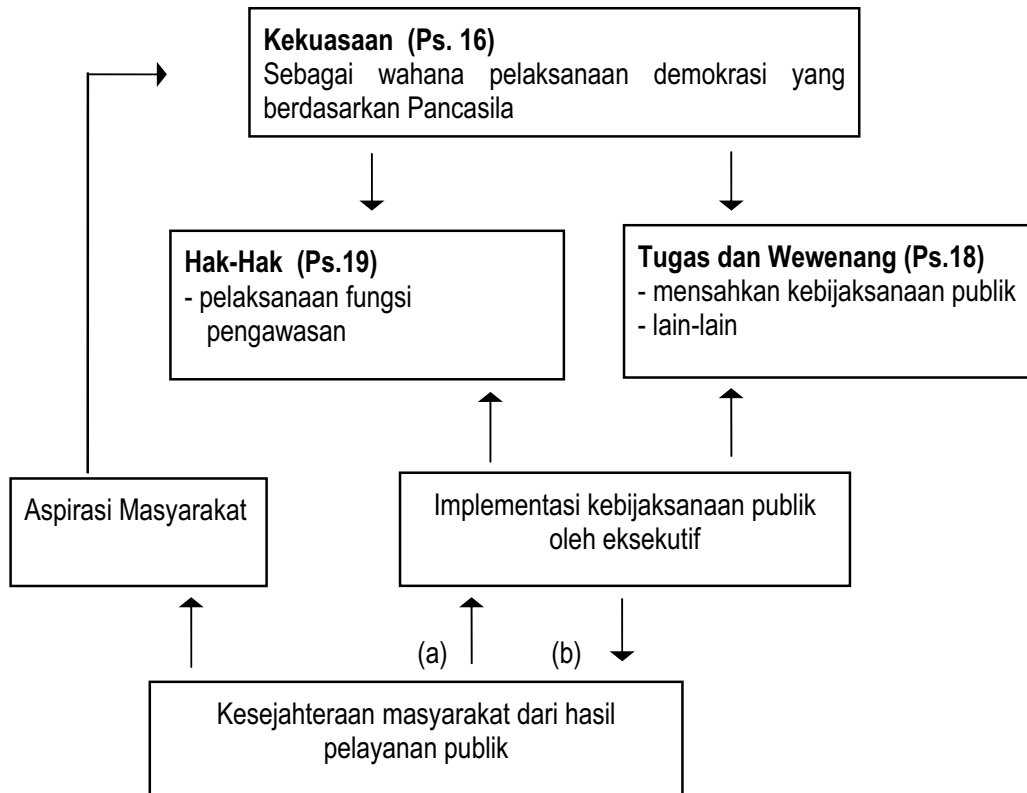 Kekuasaan (Ps. 16)
Sebagai wahana pelaksanaan demokrasi yang
berdasarkan Pancasila
Hak-Hak (Ps.19)
- pelaksanaan fungsi
pengawasan
Tugas dan Wewenang (Ps.18)
- mensahkan kebijaksanaan publik
- lain-lain
Aspirasi Masyarakat
Implementasi kebijaksanaan publik
oleh eksekutif
(a)
(b)
Kesejahteraan masyarakat dari hasil
pelayanan publik